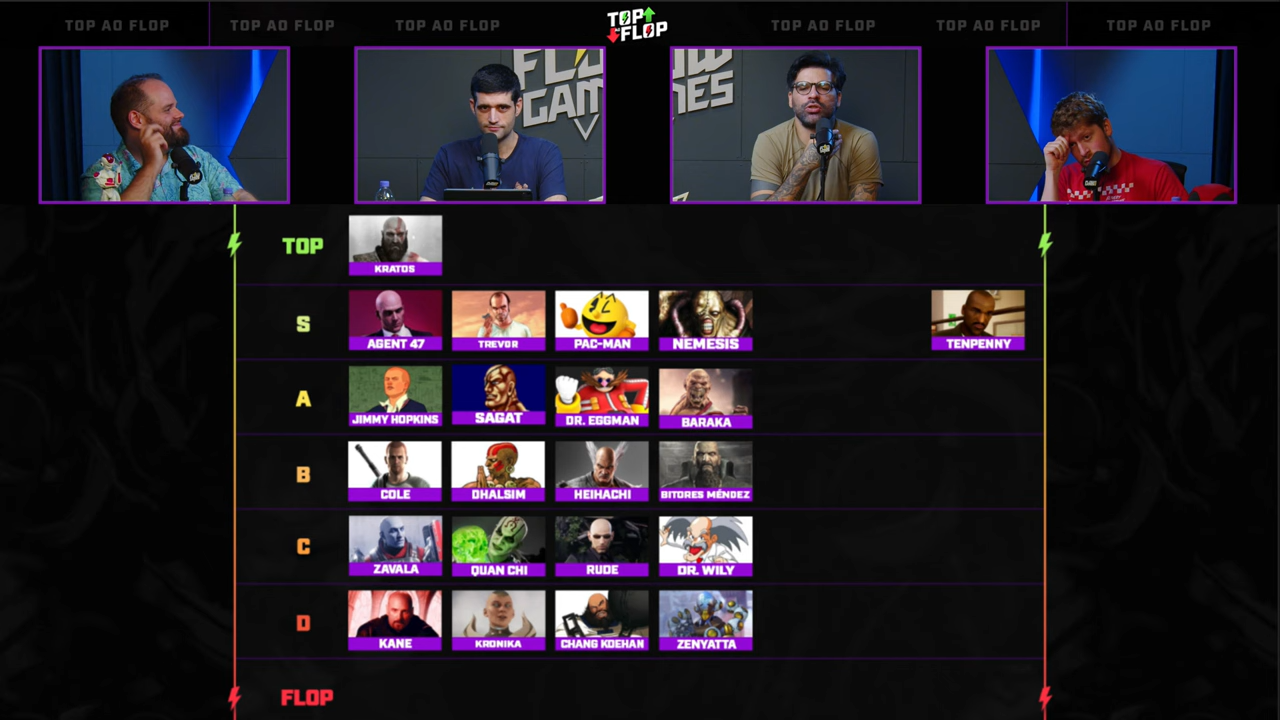 TOP AO FLOP
TOP AO FLOP
TOP AO FLOP
TOP
FLOP
TOP AO FLOP
TOP AO FLOP
TOP AO FLOP
TOP
KRATOS
S
AGENT 47
TREVOR
PAC-MAN
NEMESIS
TENPENNY
A
JIMMY HOPKINS
SAGAT
DR. EGGMAN
BARAKA
B
COLE
DHALSIM
HEIHACHI
BITORES MÉNDEZ
C
ZAVALA
QUAN CHI
RUDE
DR. WILY
D
KANE
KRONIKA
CHANG KOEHAN
ZENYATTA
FLOP